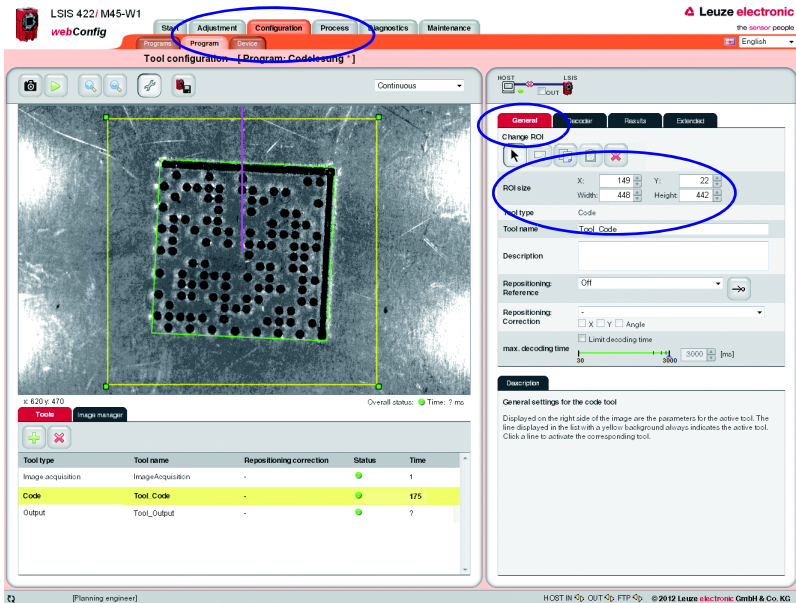 LSIS 422i M45-W1
webConfig
Leuze electronic
the sensor people
Start Adjustment Configuration Process Diagnostics Maintenance
Programs Program Device
English
Tool configuration - [ Program: Codelesung * ]
Continuous
HOST LSIS
OUT
General Decoder Results Extended
Change ROI
ROI size
X: 149 Y: 22
Width: 448 Height: 442
Tool type Code
Tool name Tool_Code
Description
Repositioning: Reference Off
Repositioning: Correction -
X Y Angle
max. decoding time Limit decoding time
30 3000 3000 [ms]
x: 620 y: 470 Overall status: Time: ? ms
Tools Image manager
Tool type Tool name Repositioning correction Status Time
Image acquisition ImageAcquisition - 1
Code Tool_Code - 175
Output Tool_Output - ?
Description
General settings for the code tool
Displayed on the right side of the image are the parameters for the active tool. The
line displayed in the list with a yellow background always indicates the active tool.
Click a line to activate the corresponding tool.
[Planning engineer] HOST IN OUT FTP © 2012 Leuze electronic GmbH & Co. KG